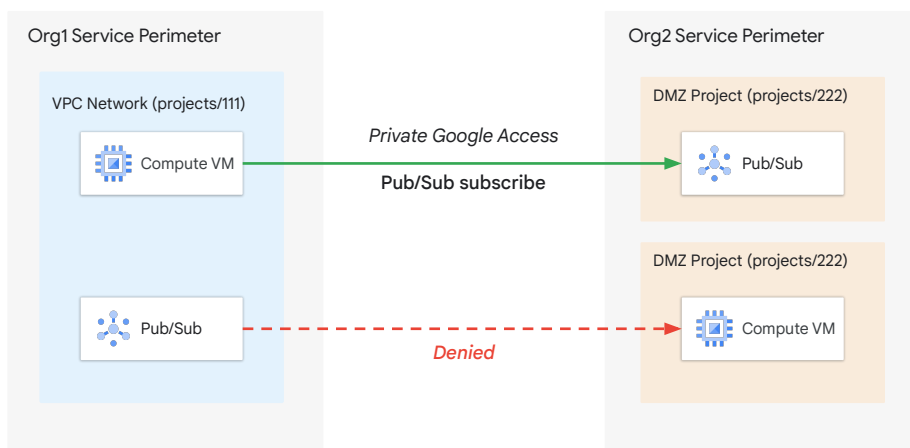 Org1 Service Perimeter
VPC Network (projects/111)
Compute VM
Pub/Sub
Private Google Access
Pub/Sub subscribe
Denied
Org2 Service Perimeter
DMZ Project (projects/222)
Pub/Sub
DMZ Project (projects/222)
Compute VM